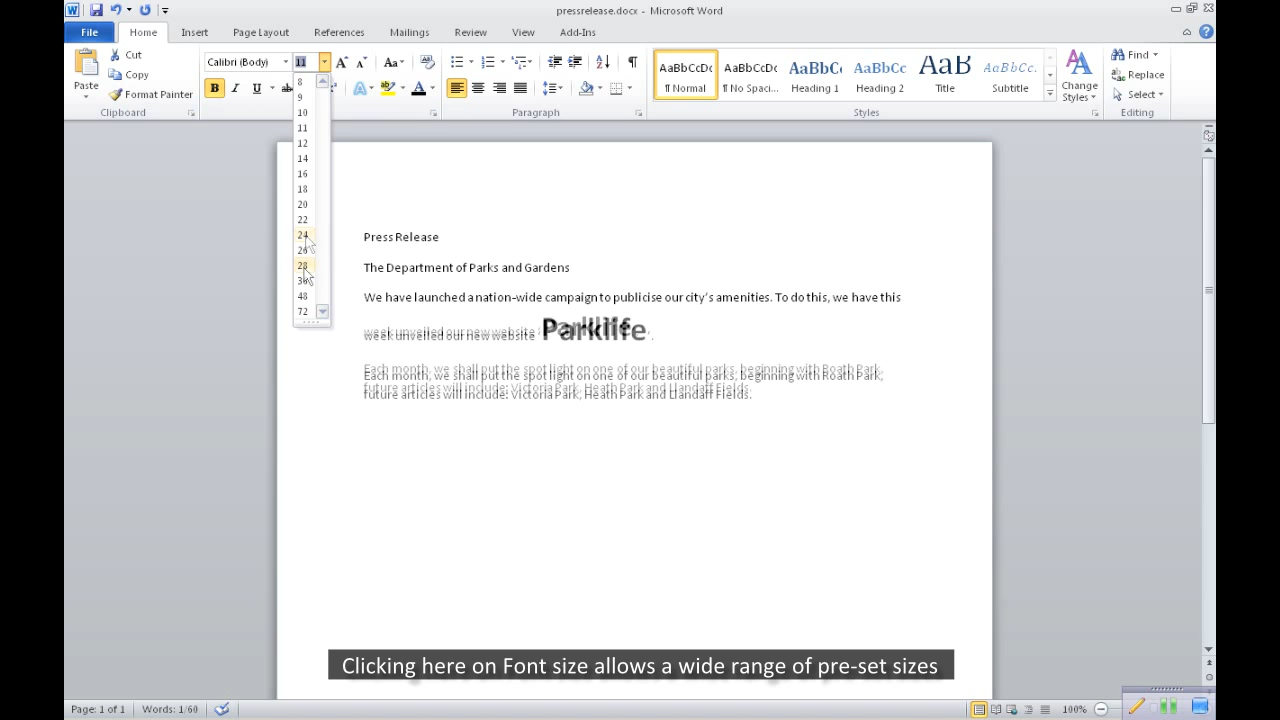 pressrelease.docx - Microsoft Word
File Home Insert Page Layout References Mailings Review View Add-Ins
Paste
Cut
Copy
Format Painter
Clipboard
Calibri (Body) 11
Aa
B I U abc A ab A
8
9
10
11
12
14
16
18
20
22
24
26
28
36
48
72
Paragraph
AaBbCcDc AaBbCcDc AaBbC AaBbCc AaB AaBbCc.
¶ Normal ¶ No Spaci... Heading 1 Heading 2 Title Subtitle
Change Styles
Styles
Find
Replace
Select
Editing
Press Release
The Department of Parks and Gardens
We have launched a nation-wide campaign to publicise our city's amenities. To do this, we have this
week unveiled our new website Parklife .
Each month, we shall put the spot light on one of our beautiful parks, beginning with Roath Park;
future articles will include: Victoria Park, Heath Park and Llandaff Fields.
Clicking here on Font size allows a wide range of pre-set sizes
Page: 1 of 1 Words: 1/60 100%